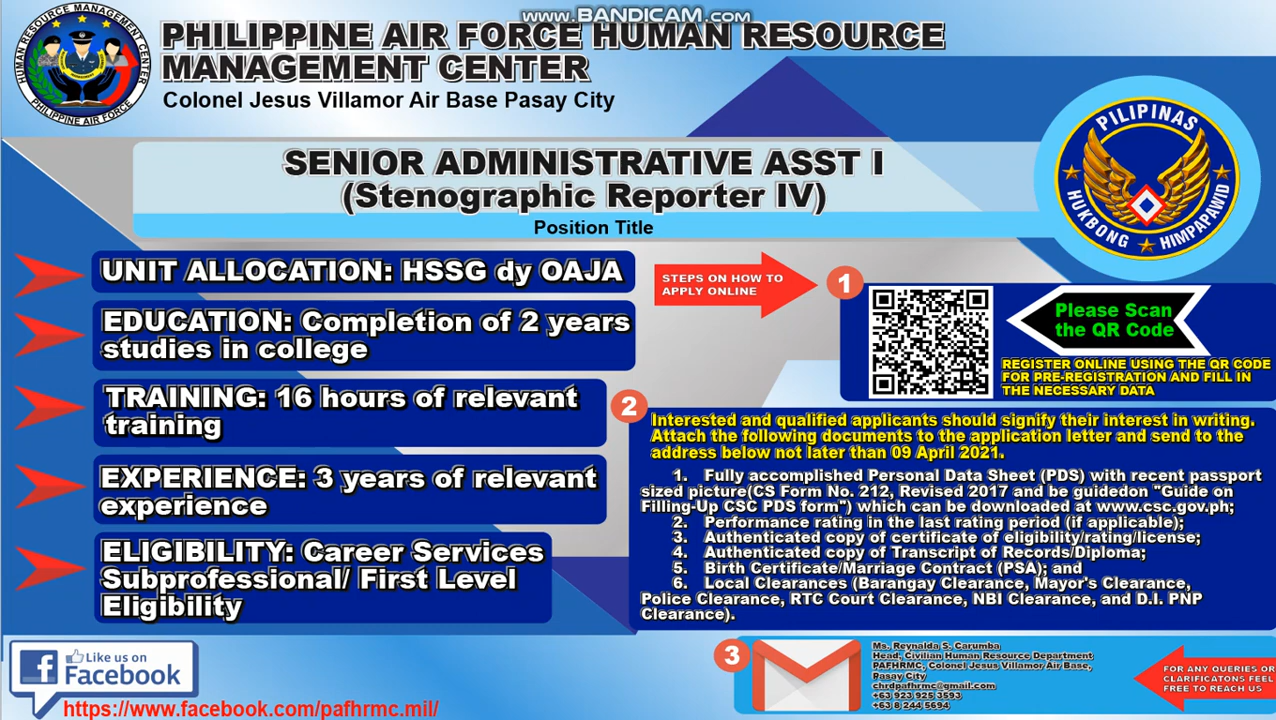 www.BANDICAM.com
PHILIPPINE AIR FORCE HUMAN RESOURCE
MANAGEMENT CENTER
Colonel Jesus Villamor Air Base Pasay City
HUMAN RESOURCE MANAGEMENT CENTER
PHILIPPINE AIR FORCE
PILIPINAS
HUKBONG HIMPAPAWID
SENIOR ADMINISTRATIVE ASST I
(Stenographic Reporter IV)
Position Title
UNIT ALLOCATION: HSSG dy OAJA
EDUCATION: Completion of 2 years
studies in college
TRAINING: 16 hours of relevant
training
EXPERIENCE: 3 years of relevant
experience
ELIGIBILITY: Career Services
Subprofessional/ First Level
Eligibility
STEPS ON HOW TO
APPLY ONLINE
1
Please Scan
the QR Code
REGISTER ONLINE USING THE QR CODE
FOR PRE-REGISTRATION AND FILL IN
THE NECESSARY DATA
2
Interested and qualified applicants should signify their interest in writing.
Attach the following documents to the application letter and send to the
address below not later than 09 April 2021.
1. Fully accomplished Personal Data Sheet (PDS) with recent passport
sized picture(CS Form No. 212, Revised 2017 and be guidedon "Guide on
Filling-Up CSC PDS form") which can be downloaded at www.csc.gov.ph;
2. Performance rating in the last rating period (if applicable);
3. Authenticated copy of certificate of eligibility/rating/license;
4. Authenticated copy of Transcript of Records/Diploma;
5. Birth Certificate/Marriage Contract (PSA); and
6. Local Clearances (Barangay Clearance, Mayor's Clearance,
Police Clearance, RTC Court Clearance, NBI Clearance, and D.I. PNP
Clearance).
3
Ms. Reynalda S. Carumba
Head, Civilian Human Resource Department
PAFHRMC, Colonel Jesus Villamor Air Base,
Pasay City
chrdpafhrmc@gmail.com
+63 923 925 3593
+63 8 244 5694
FOR ANY QUERIES OR
CLARIFICATONS FEEL
FREE TO REACH US
Like us on
Facebook
https://www.facebook.com/pafhrmc.mil/